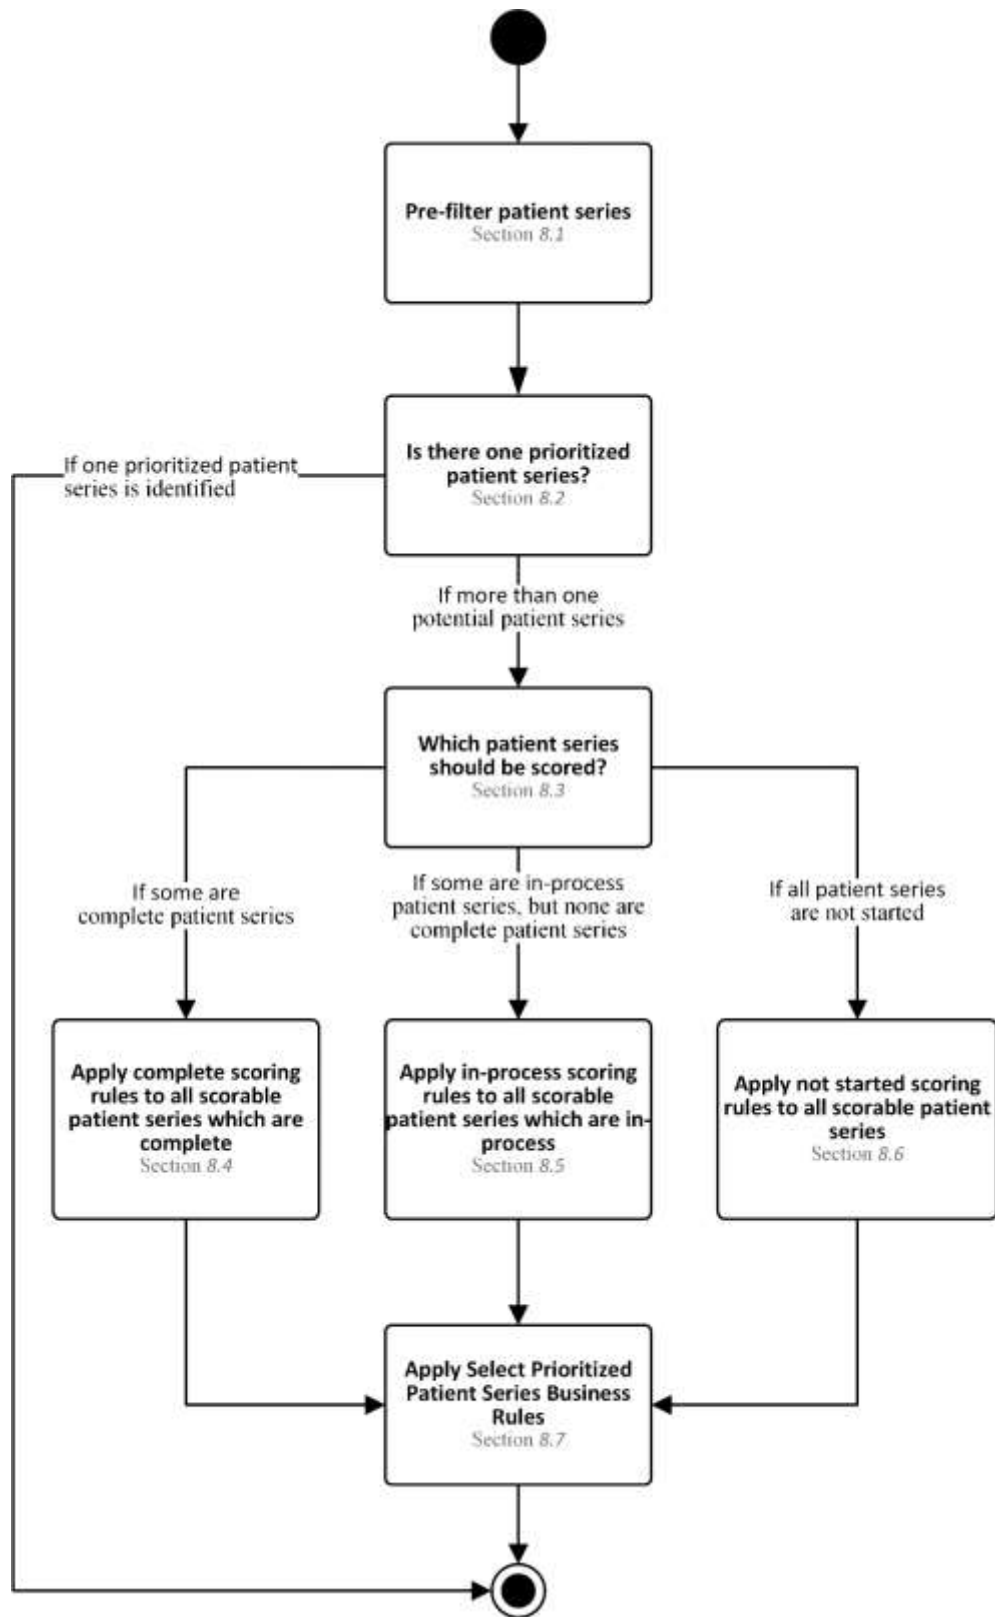 Pre-filter patient series
Section 8.1
Is there one prioritized
patient series?
Section 8.2
If one prioritized patient
series is identified
If more than one
potential patient series
Which patient series
should be scored?
Section 8.3
If some are
complete patient series
If some are in-process
patient series, but none are
complete patient series
If all patient series
are not started
Apply complete scoring
rules to all scorable
patient series which are
complete
Section 8.4
Apply in-process scoring
rules to all scorable
patient series which are in-
process
Section 8.5
Apply not started scoring
rules to all scorable patient
series
Section 8.6
Apply Select Prioritized
Patient Series Business
Rules
Section 8.7